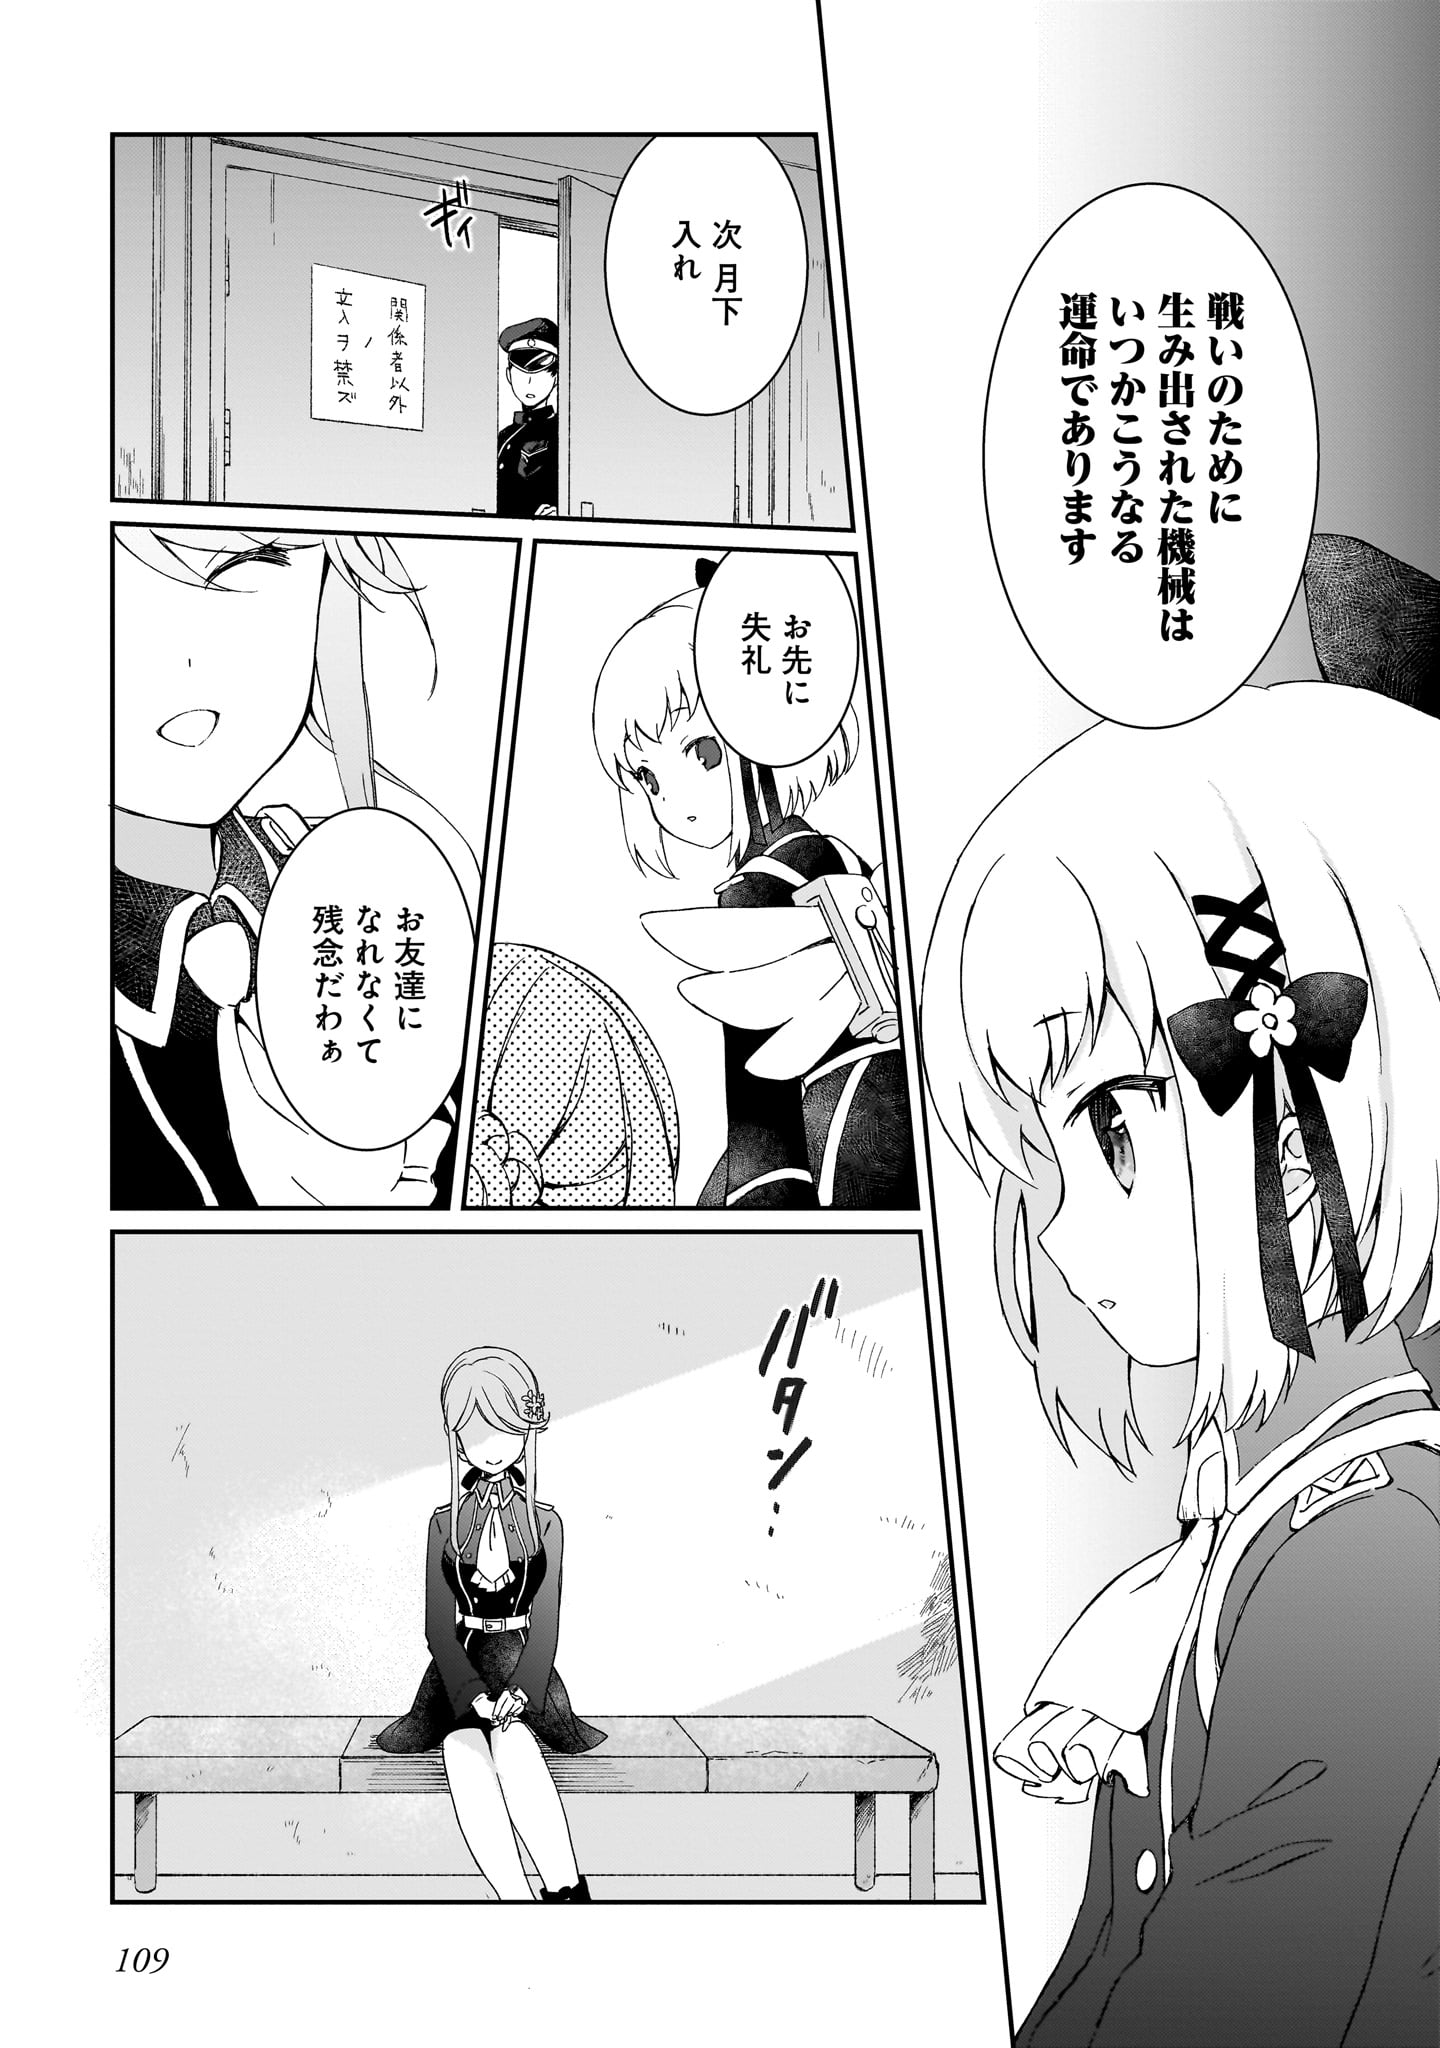 戦いのために
生み出された機械は
いつかこうなる
運命であります
次 月下
入れ
ギィ
関係者以外
ノ
立入ヲ禁ズ
お先に
失礼
お友達に
なれなくて
残念だわぁ
バタン…
109